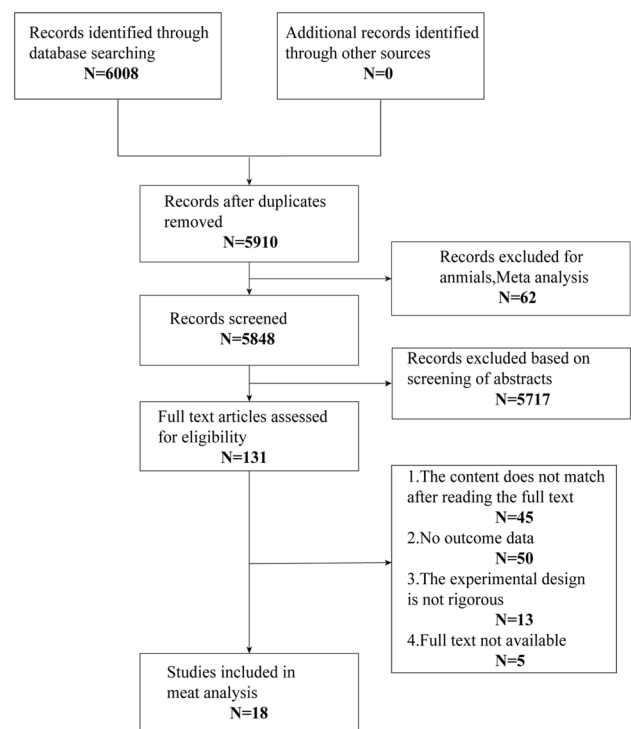 Records identified through
database searching
N=6008
Additional records identified
through other sources
N=0
Records after duplicates
removed
N=5910
Records excluded for
anmials,Meta analysis
N=62
Records screened
N=5848
Records excluded based on
screening of abstracts
N=5717
Full text articles assessed
for eligibility
N=131
1.The content does not match
after reading the full text
N=45
2.No outcome data
N=50
3.The experimental design
is not rigorous
N=13
4.Full text not available
N=5
Studies included in
meat analysis
N=18